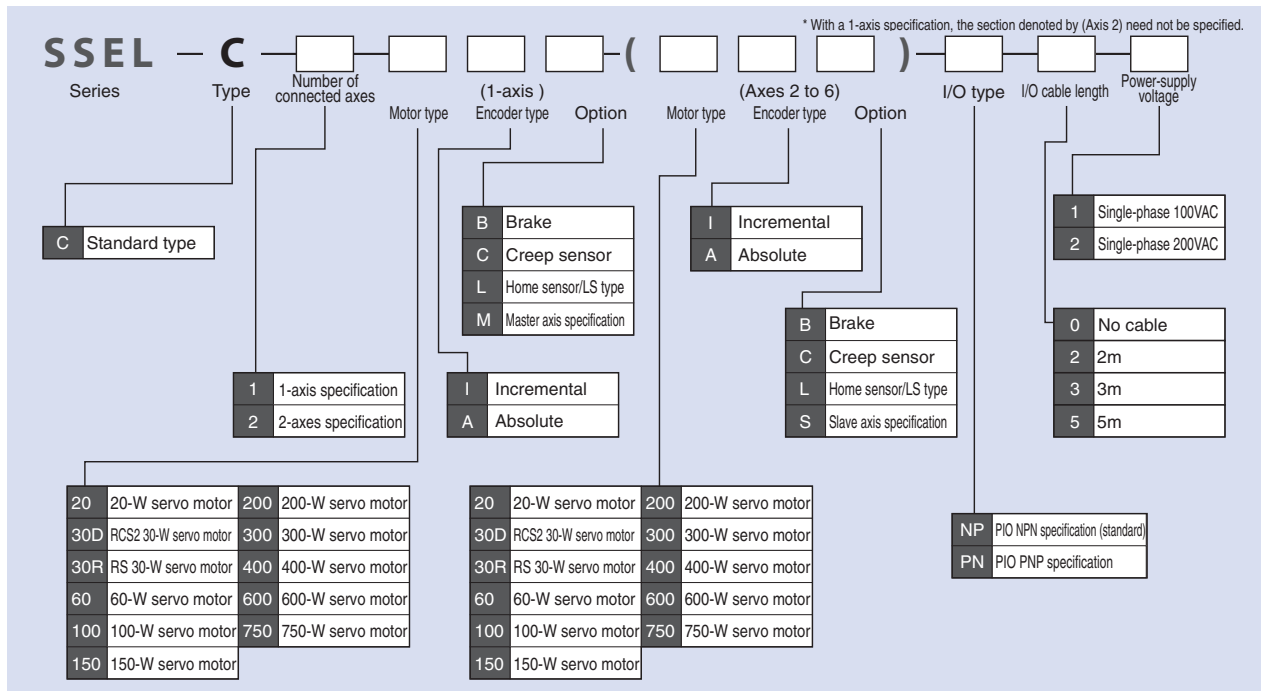 * With a 1-axis specification, the section denoted by (Axis 2) need not be specified.
SSEL – C – – – ( ) – – –
Series
Type
Number of
connected axes
(1-axis )
Motor type Encoder type Option
(Axes 2 to 6)
Motor type Encoder type Option
I/O type
I/O cable length
Power-supply
voltage
C Standard type
1 1-axis specification
2 2-axes specification
20 20-W servo motor 200 200-W servo motor
30D RCS2 30-W servo motor 300 300-W servo motor
30R RS 30-W servo motor 400 400-W servo motor
60 60-W servo motor 600 600-W servo motor
100 100-W servo motor 750 750-W servo motor
150 150-W servo motor
I Incremental
A Absolute
B Brake
C Creep sensor
L Home sensor/LS type
M Master axis specification
20 20-W servo motor 200 200-W servo motor
30D RCS2 30-W servo motor 300 300-W servo motor
30R RS 30-W servo motor 400 400-W servo motor
60 60-W servo motor 600 600-W servo motor
100 100-W servo motor 750 750-W servo motor
150 150-W servo motor
I Incremental
A Absolute
B Brake
C Creep sensor
L Home sensor/LS type
S Slave axis specification
NP PIO NPN specification (standard)
PN PIO PNP specification
0 No cable
2 2m
3 3m
5 5m
1 Single-phase 100VAC
2 Single-phase 200VAC